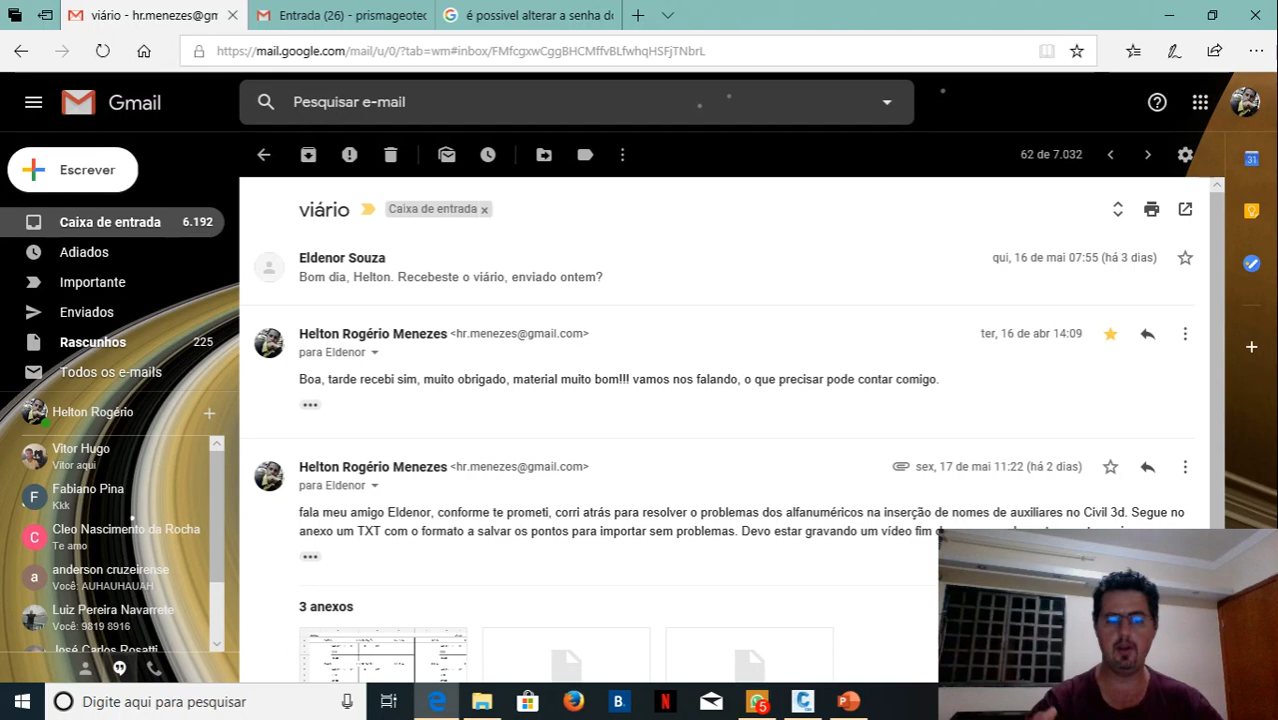 viário - hr.menezes@gm
Entrada (26) - prismageotec
é possivel alterar a senha do
https://mail.google.com/mail/u/0/?tab=wm#inbox/FMfcgxwCggBHCMffvBLfwhqHSFjTNbrL
Gmail
Pesquisar e-mail
Escrever
62 de 7.032
Caixa de entrada 6.192
Adiados
Importante
Enviados
Rascunhos 225
Todos os e-mails
Helton Rogério
Vitor Hugo
Vitor aqui
Fabiano Pina
Kkk
Cleo Nascimento da Rocha
Te amo
anderson cruzeirense
Você: AUHAUHAUAH
Luiz Pereira Navarrete
Você: 9819 8916
José Carlos Rosatti
viário Caixa de entrada x
Eldenor Souza qui, 16 de mai 07:55 (há 3 dias)
Bom dia, Helton. Recebeste o viário, enviado ontem?
Helton Rogério Menezes <hr.menezes@gmail.com> ter, 16 de abr 14:09
para Eldenor
Boa, tarde recebi sim, muito obrigado, material muito bom!!! vamos nos falando, o que precisar pode contar comigo.
Helton Rogério Menezes <hr.menezes@gmail.com> sex, 17 de mai 11:22 (há 2 dias)
para Eldenor
fala meu amigo Eldenor, conforme te prometi, corri atrás para resolver o problemas dos alfanuméricos na inserção de nomes de auxiliares no Civil 3d. Segue no
anexo um TXT com o formato a salvar os pontos para importar sem problemas. Devo estar gravando um vídeo fim
3 anexos
31
Digite aqui para pesquisar
B.
N
5
C
P